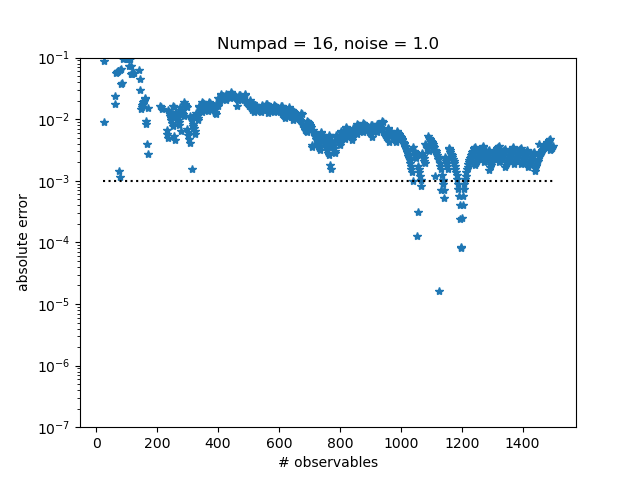 Numpad = 16, noise = 1.0
10⁻¹
10⁻²
10⁻³
10⁻⁴
10⁻⁵
10⁻⁶
10⁻⁷
absolute error
0 200 400 600 800 1000 1200 1400
# observables